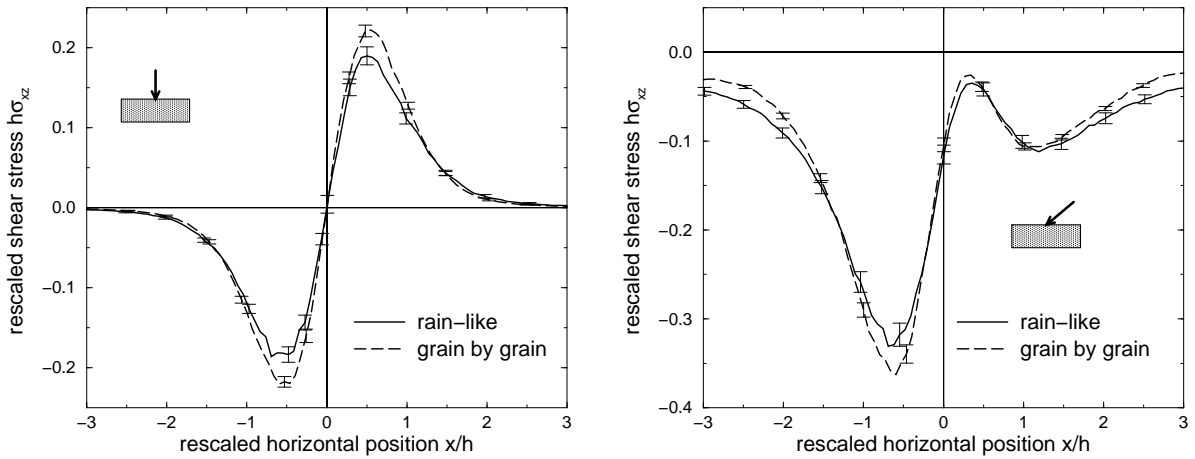 rescaled shear stress hσxz
0.2
0.1
0.0
−0.1
−0.2
rain−like
grain by grain
−3 −2 −1 0 1 2 3
rescaled horizontal position x/h
rescaled shear stress hσxz
0.0
−0.1
−0.2
−0.3
−0.4
rain−like
grain by grain
−3 −2 −1 0 1 2 3
rescaled horizontal position x/h